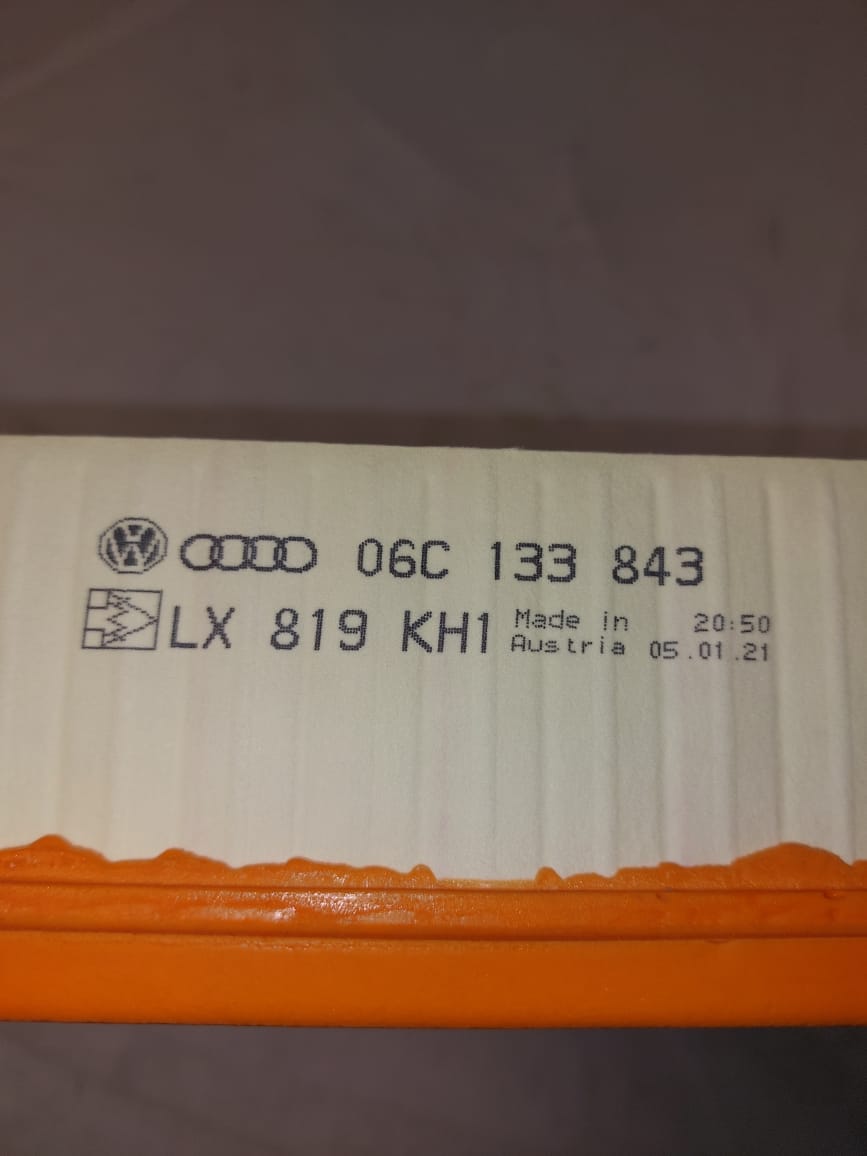 06C 133 843
LX 819 KH1 Made in 20:50
Austria 05.01.21